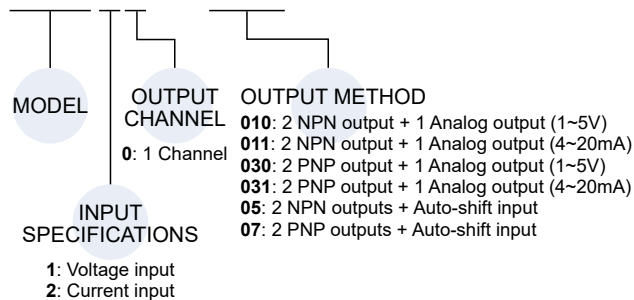 MODEL
OUTPUT
CHANNEL
0: 1 Channel
OUTPUT METHOD
010: 2 NPN output + 1 Analog output (1~5V)
011: 2 NPN output + 1 Analog output (4~20mA)
030: 2 PNP output + 1 Analog output (1~5V)
031: 2 PNP output + 1 Analog output (4~20mA)
05: 2 NPN outputs + Auto-shift input
07: 2 PNP outputs + Auto-shift input
INPUT
SPECIFICATIONS
1: Voltage input
2: Current input